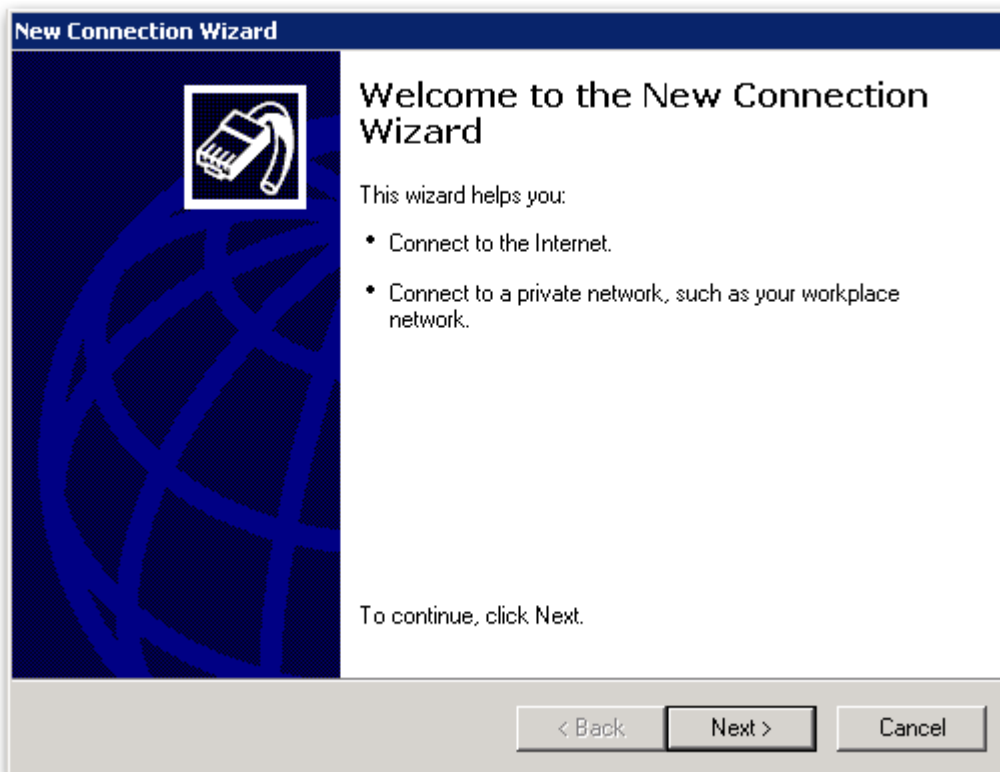 New Connection Wizard
Welcome to the New Connection
Wizard
This wizard helps you:
• Connect to the Internet.
• Connect to a private network, such as your workplace
network.
To continue, click Next.
< Back
Next >
Cancel